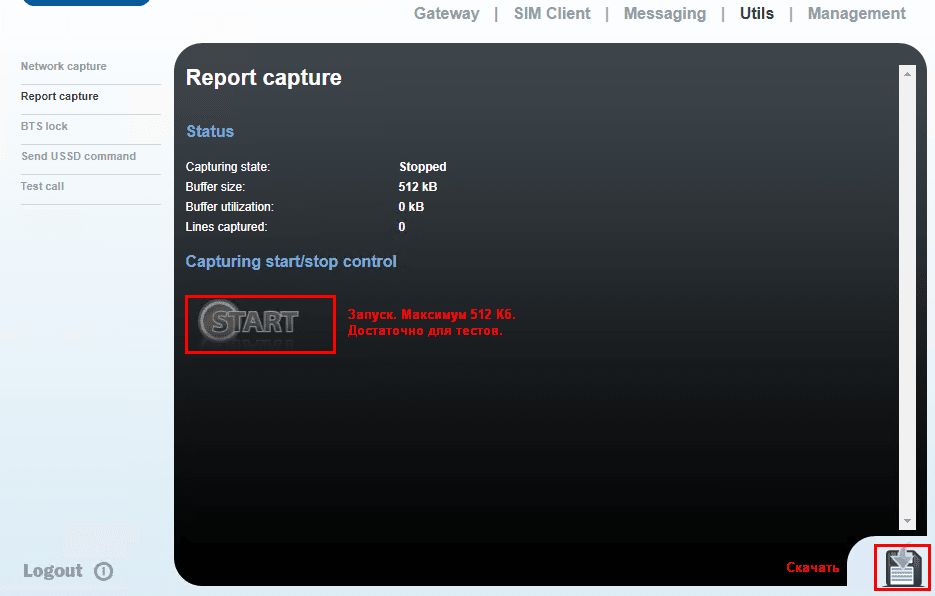 Gateway | SIM Client | Messaging | Utils | Management
Network capture
Report capture
BTS lock
Send USSD command
Test call
Report capture
Status
Capturing state: Stopped
Buffer size: 512 kB
Buffer utilization: 0 kB
Lines captured: 0
Capturing start/stop control
START
Запуск. Максимум 512 Кб.
Достаточно для тестов.
Скачать
Logout